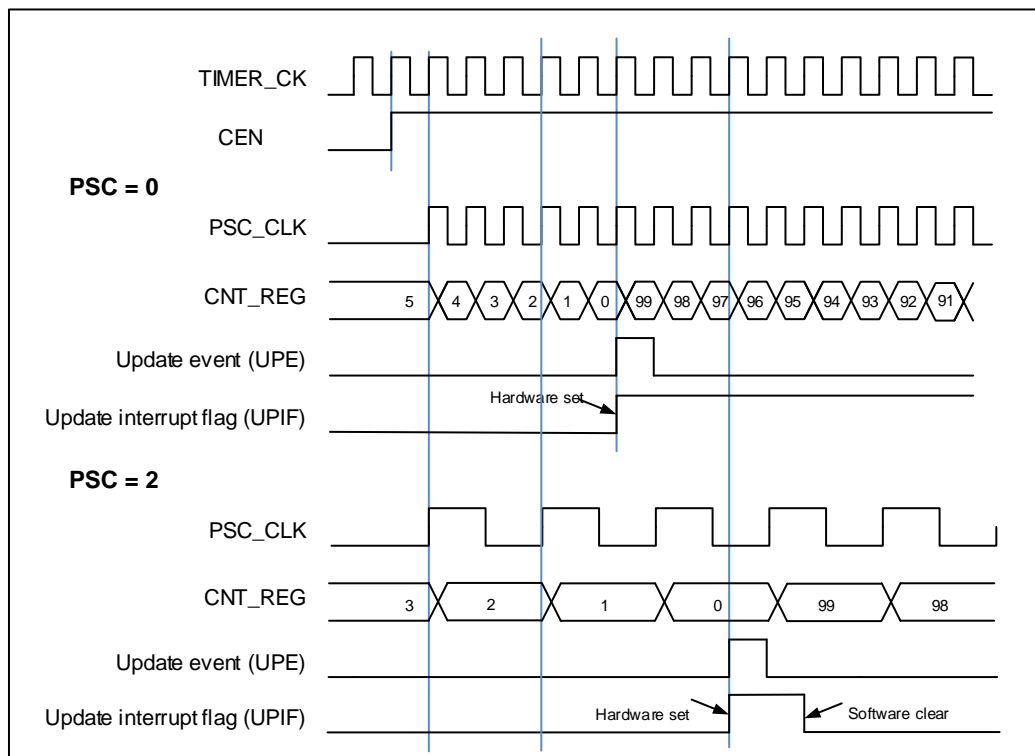 TIMER_CK
CEN
PSC = 0
PSC_CLK
CNT_REG 5 4 3 2 1 0 99 98 97 96 95 94 93 92 91
Update event (UPE)
Hardware set
Update interrupt flag (UPIF)
PSC = 2
PSC_CLK
CNT_REG 3 2 1 0 99 98
Update event (UPE)
Update interrupt flag (UPIF) Hardware set Software clear